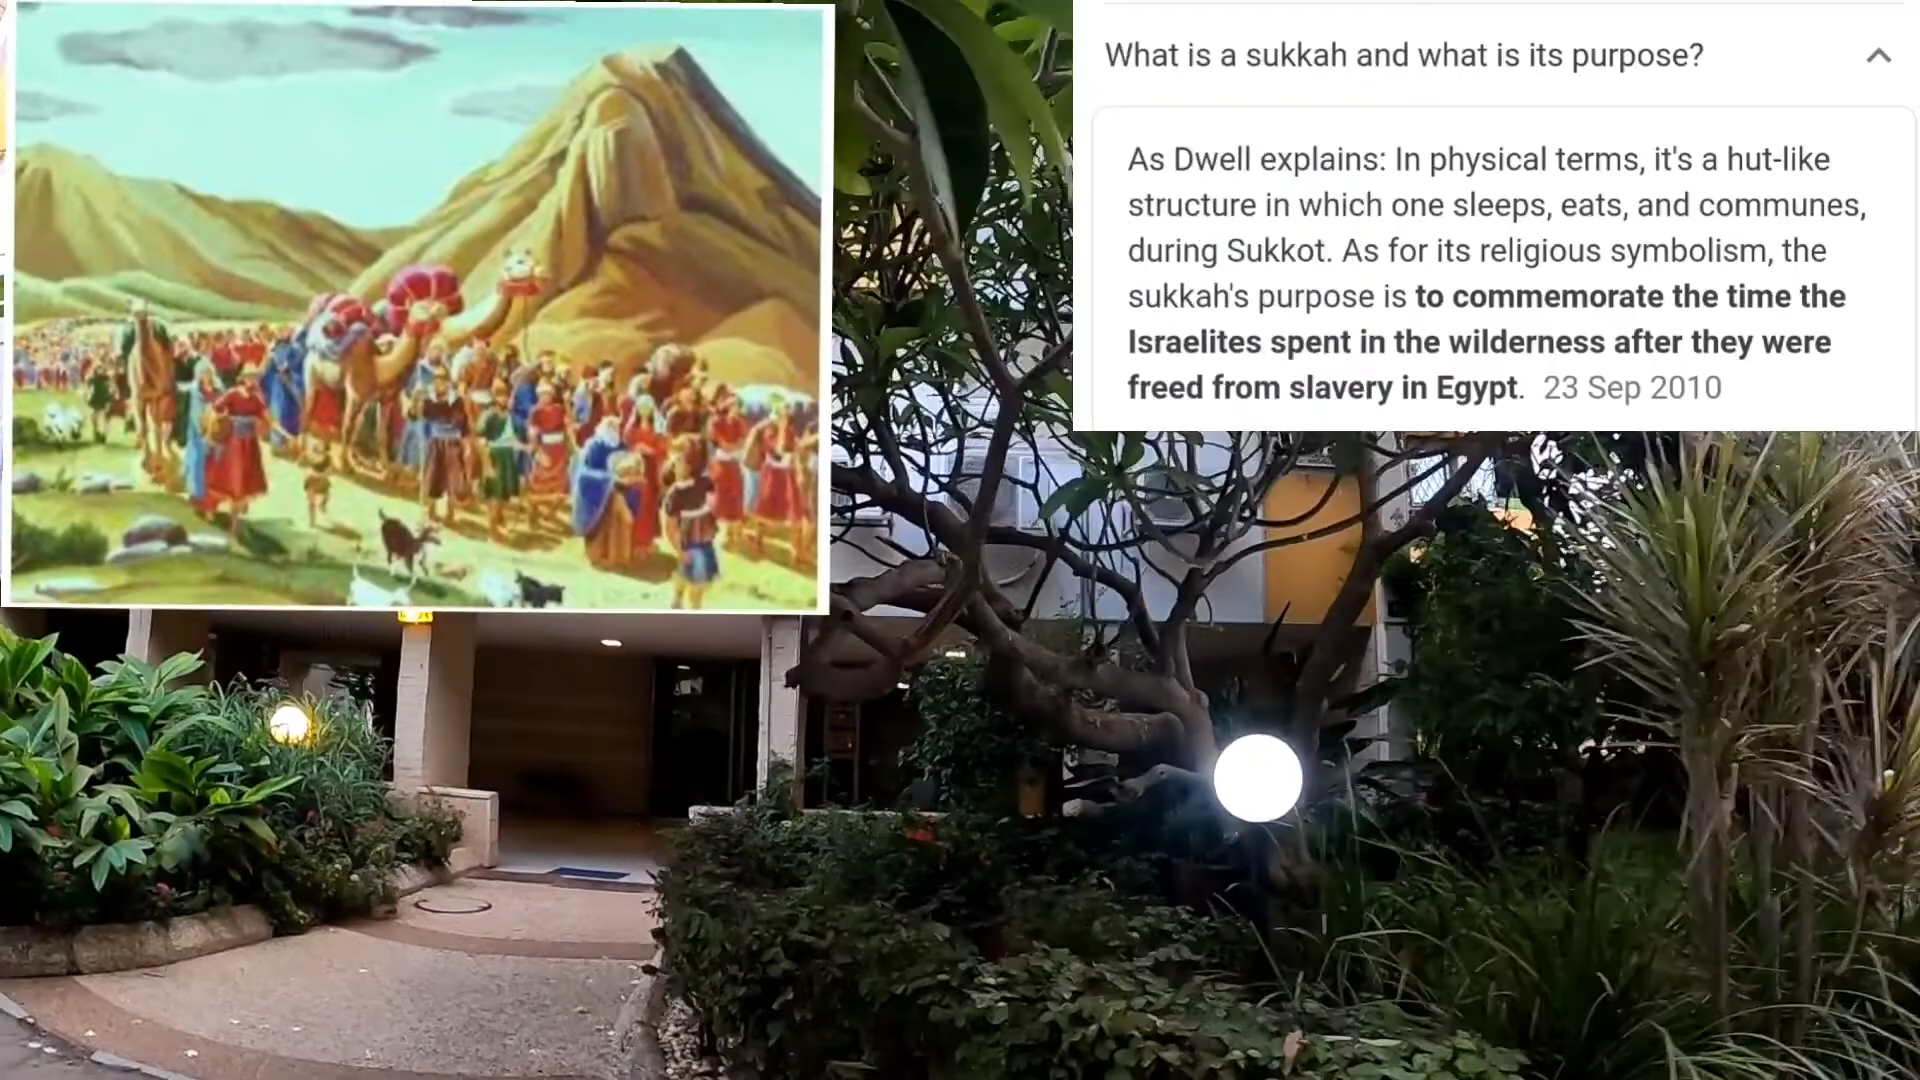 What is a sukkah and what is its purpose?
As Dwell explains: In physical terms, it's a hut-like
structure in which one sleeps, eats, and communes,
during Sukkot. As for its religious symbolism, the
sukkah's purpose is to commemorate the time the
Israelites spent in the wilderness after they were
freed from slavery in Egypt. 23 Sep 2010